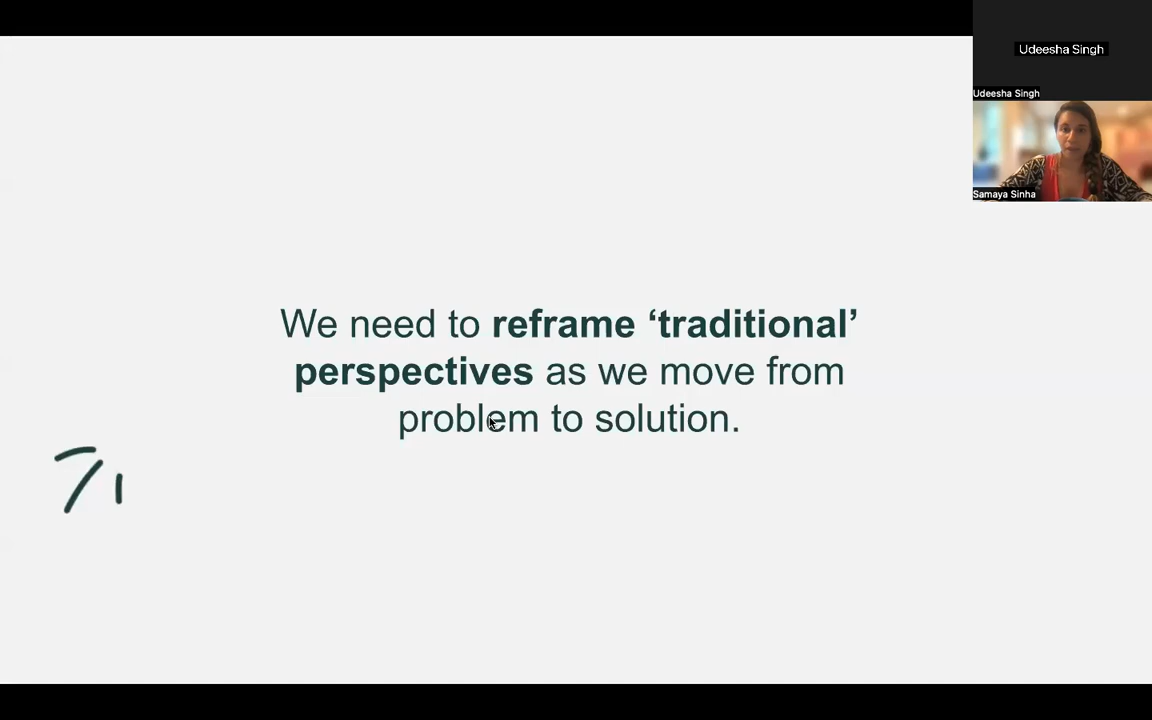 Udeesha Singh
Udeesha Singh
Samaya Sinha
We need to reframe ‘traditional’
perspectives as we move from
problem to solution.